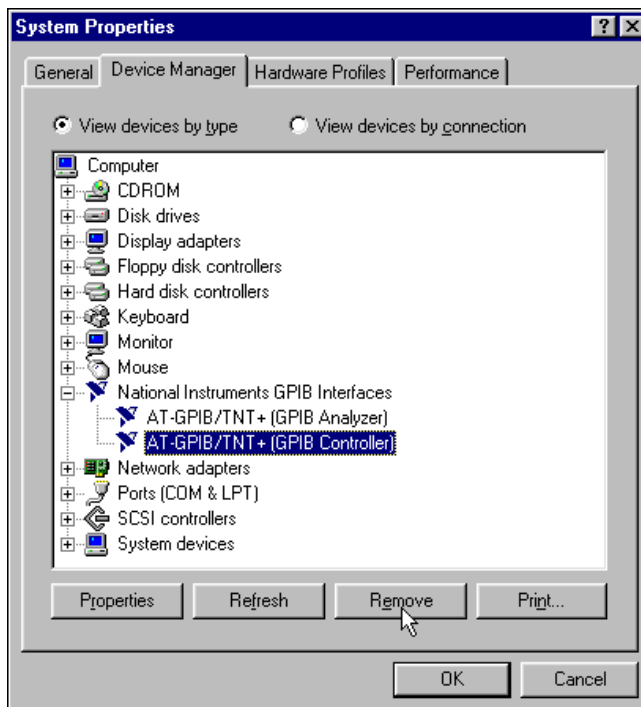 System Properties
General Device Manager Hardware Profiles Performance
View devices by type View devices by connection
Computer
CDROM
Disk drives
Display adapters
Floppy disk controllers
Hard disk controllers
Keyboard
Monitor
Mouse
National Instruments GPIB Interfaces
AT-GPIB/TNT+ (GPIB Analyzer)
AT-GPIB/TNT+ (GPIB Controller)
Network adapters
Ports (COM & LPT)
SCSI controllers
System devices
Properties Refresh Remove Print...
OK Cancel